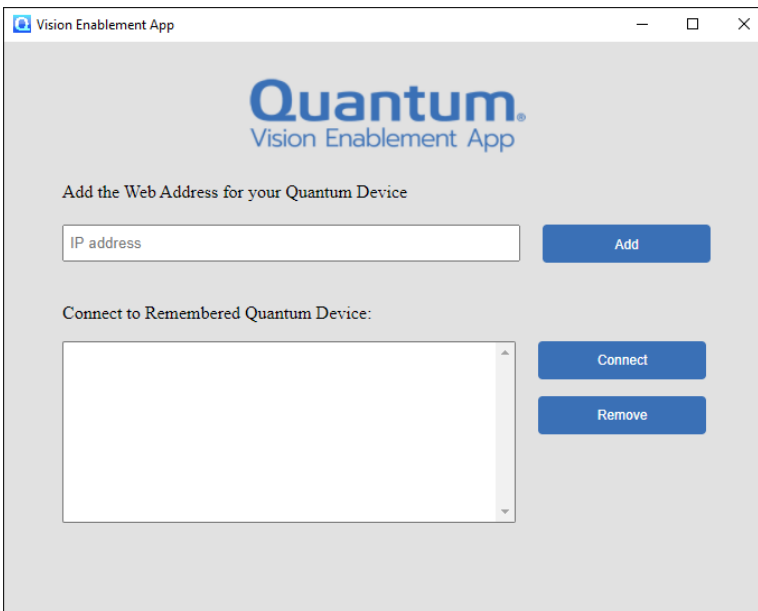 Vision Enablement App
Quantum®
Vision Enablement App
Add the Web Address for your Quantum Device
IP address
Add
Connect to Remembered Quantum Device:
Connect
Remove